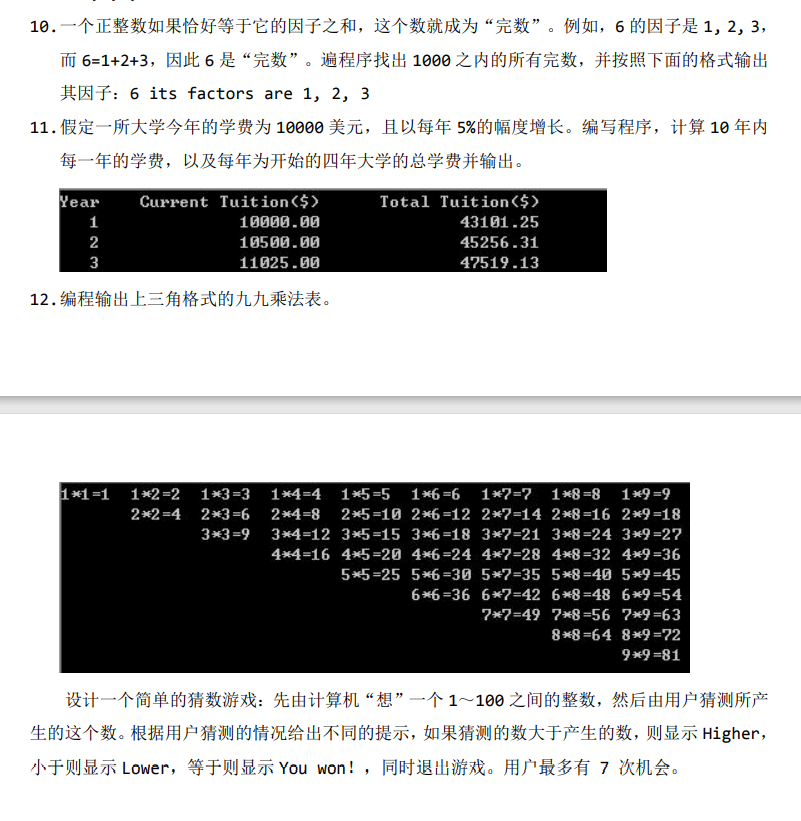 10.一个正整数如果恰好等于它的因子之和，这个数就成为“完数”。例如，6 的因子是 1, 2, 3，
而 6=1+2+3，因此 6 是“完数”。遍程序找出 1000 之内的所有完数，并按照下面的格式输出
其因子：6 its factors are 1, 2, 3
11.假定一所大学今年的学费为 10000 美元，且以每年 5%的幅度增长。编写程序，计算 10 年内
每一年的学费，以及每年为开始的四年大学的总学费并输出。
Year Current Tuition($) Total Tuition($)
1 10000.00 43101.25
2 10500.00 45256.31
3 11025.00 47519.13
12.编程输出上三角格式的九九乘法表。
1*1=1 1*2=2 1*3=3 1*4=4 1*5=5 1*6=6 1*7=7 1*8=8 1*9=9
2*2=4 2*3=6 2*4=8 2*5=10 2*6=12 2*7=14 2*8=16 2*9=18
3*3=9 3*4=12 3*5=15 3*6=18 3*7=21 3*8=24 3*9=27
4*4=16 4*5=20 4*6=24 4*7=28 4*8=32 4*9=36
5*5=25 5*6=30 5*7=35 5*8=40 5*9=45
6*6=36 6*7=42 6*8=48 6*9=54
7*7=49 7*8=56 7*9=63
8*8=64 8*9=72
9*9=81
设计一个简单的猜数游戏：先由计算机“想”一个 1～100 之间的整数，然后由用户猜测所产
生的这个数。根据用户猜测的情况给出不同的提示，如果猜测的数大于产生的数，则显示 Higher，
小于则显示 Lower，等于则显示 You won!，同时退出游戏。用户最多有 7 次机会。